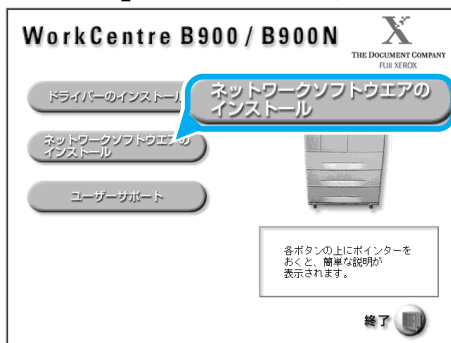 WorkCentre B900 / B900N
THE DOCUMENT COMPANY
FUJI XEROX
ドライバーのインストール
ネットワークソフトウエアの
インストール
ネットワークソフトウエアの
インストール
ユーザーサポート
各ボタンの上にポインターを
おくと、簡単な説明が
表示されます。
終了